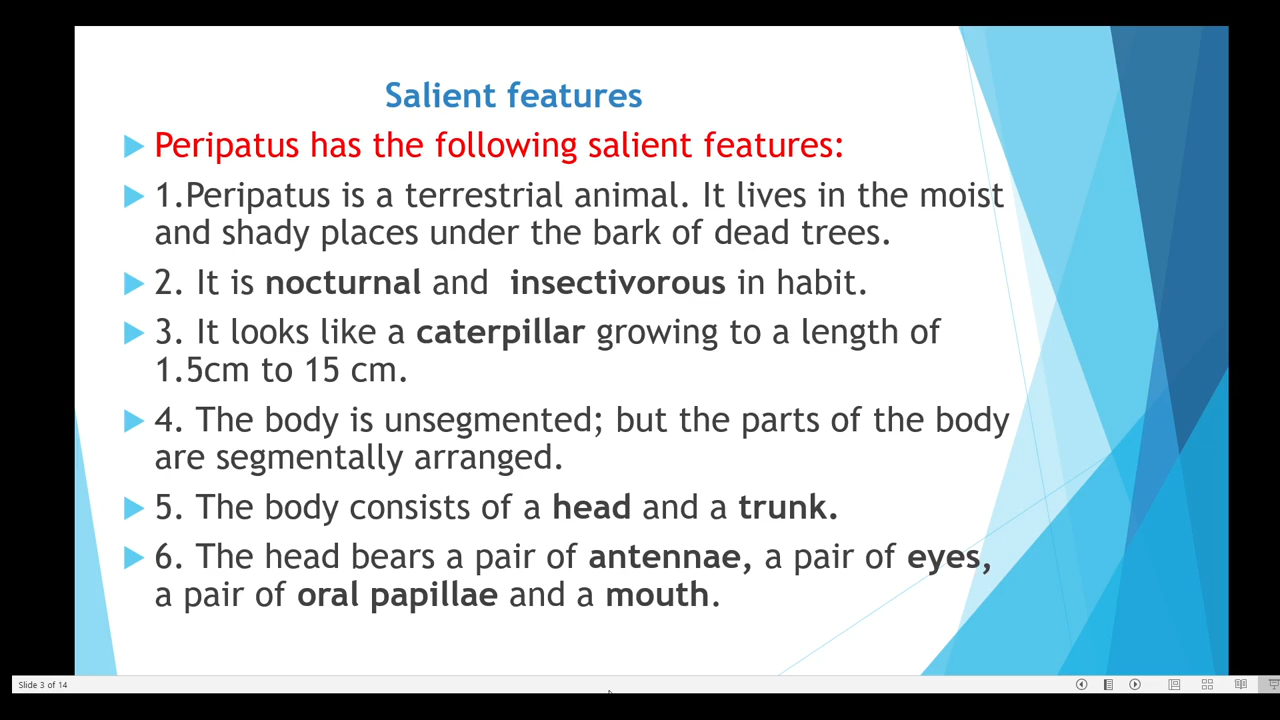 Salient features
Peripatus has the following salient features:
1.Peripatus is a terrestrial animal. It lives in the moist
and shady places under the bark of dead trees.
2. It is nocturnal and  insectivorous in habit.
3. It looks like a caterpillar growing to a length of
1.5cm to 15 cm.
4. The body is unsegmented; but the parts of the body
are segmentally arranged.
5. The body consists of a head and a trunk.
6. The head bears a pair of antennae, a pair of eyes,
a pair of oral papillae and a mouth.
Slide 3 of 14